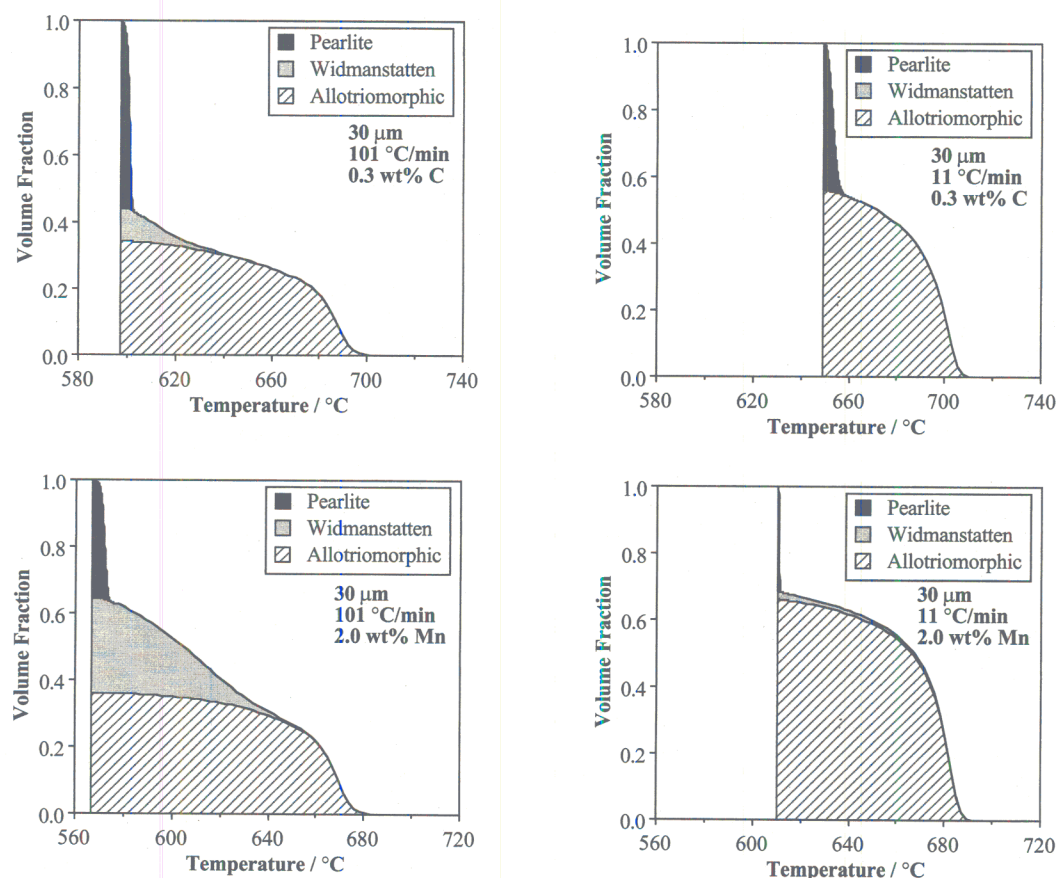 Volume Fraction
1.0
0.8
0.6
0.4
0.2
0.0
Pearlite
Widmanstatten
Allotriomorphic
30 μm
101 °C/min
0.3 wt% C
580 620 660 700 740
Temperature / °C
Volume Fraction
1.0
0.8
0.6
0.4
0.2
0.0
Pearlite
Widmanstatten
Allotriomorphic
30 μm
11 °C/min
0.3 wt% C
580 620 660 700 740
Temperature / °C
Volume Fraction
1.0
0.8
0.6
0.4
0.2
0.0
Pearlite
Widmanstatten
Allotriomorphic
30 μm
101 °C/min
2.0 wt% Mn
560 600 640 680 720
Temperature / °C
Volume Fraction
1.0
0.8
0.6
0.4
0.2
0.0
Pearlite
Widmanstatten
Allotriomorphic
30 μm
11 °C/min
2.0 wt% Mn
560 600 640 680 720
Temperature / °C